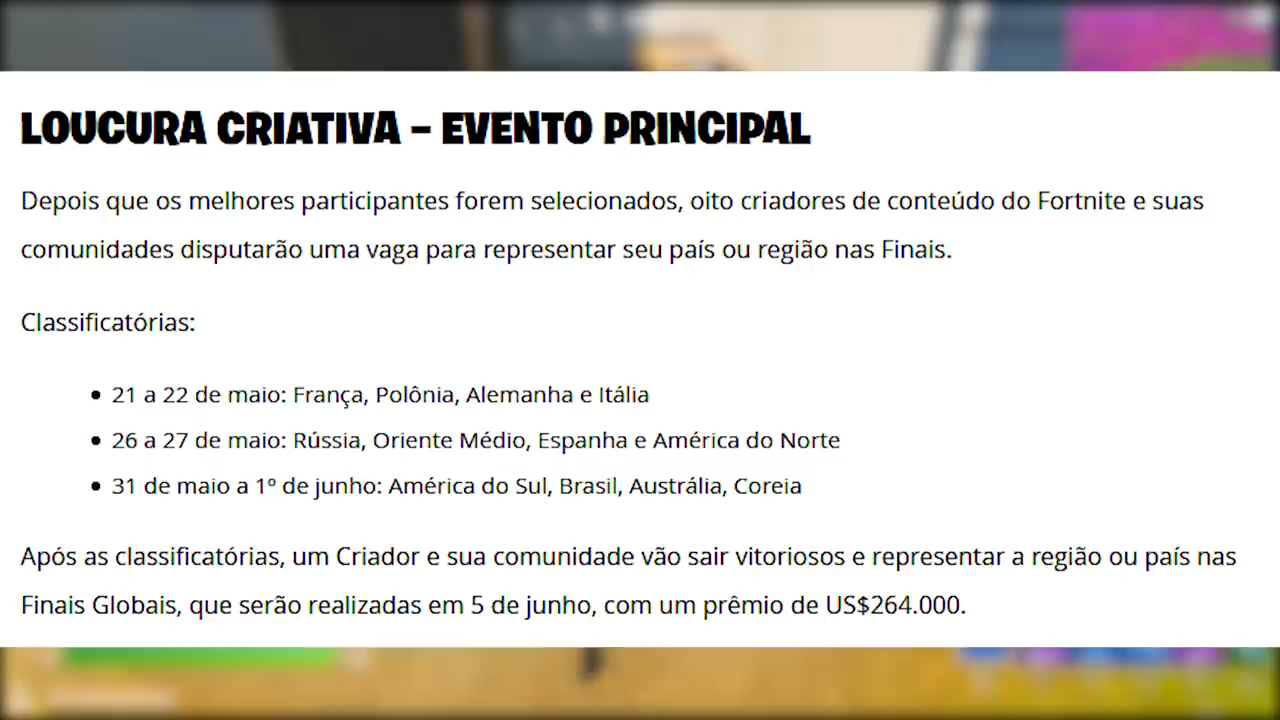 LOUCURA CRIATIVA – EVENTO PRINCIPAL
Depois que os melhores participantes forem selecionados, oito criadores de conteúdo do Fortnite e suas
comunidades disputarão uma vaga para representar seu país ou região nas Finais.
Classificatórias:
• 21 a 22 de maio: França, Polônia, Alemanha e Itália
• 26 a 27 de maio: Rússia, Oriente Médio, Espanha e América do Norte
• 31 de maio a 1º de junho: América do Sul, Brasil, Austrália, Coreia
Após as classificatórias, um Criador e sua comunidade vão sair vitoriosos e representar a região ou país nas
Finais Globais, que serão realizadas em 5 de junho, com um prêmio de US$264.000.